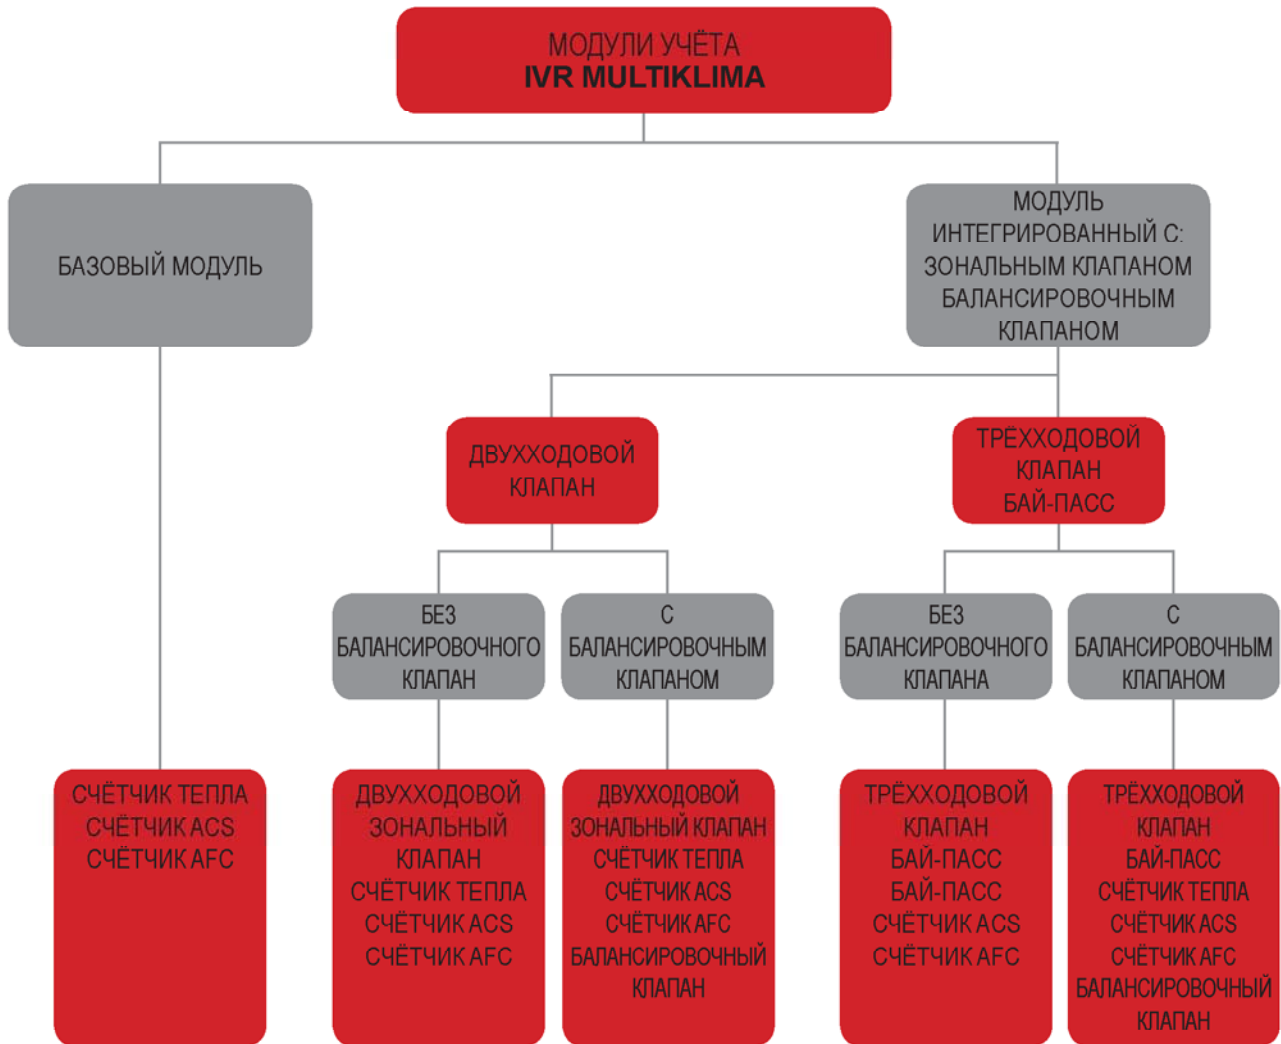 МОДУЛИ УЧЁТА
IVR MULTIKLIMA
БАЗОВЫЙ МОДУЛЬ
МОДУЛЬ
ИНТЕГРИРОВАННЫЙ С:
ЗОНАЛЬНЫМ КЛАПАНОМ
БАЛАНСИРОВОЧНЫМ
КЛАПАНОМ
ДВУХХОДОВОЙ
КЛАПАН
ТРЁХХОДОВОЙ
КЛАПАН
БАЙ-ПАСС
БЕЗ
БАЛАНСИРОВОЧНОГО
КЛАПАН
С
БАЛАНСИРОВОЧНЫМ
КЛАПАНОМ
БЕЗ
БАЛАНСИРОВОЧНОГО
КЛАПАНА
С
БАЛАНСИРОВОЧНЫМ
КЛАПАНОМ
СЧЁТЧИК ТЕПЛА
СЧЁТЧИК ACS
СЧЁТЧИК AFC
ДВУХХОДОВОЙ
ЗОНАЛЬНЫЙ
КЛАПАН
СЧЁТЧИК ТЕПЛА
СЧЁТЧИК ACS
СЧЁТЧИК AFC
ДВУХХОДОВОЙ
ЗОНАЛЬНЫЙ КЛАПАН
СЧЁТЧИК ТЕПЛА
СЧЁТЧИК ACS
СЧЁТЧИК AFC
БАЛАНСИРОВОЧНЫЙ
КЛАПАН
ТРЁХХОДОВОЙ
КЛАПАН
БАЙ-ПАСС
БАЙ-ПАСС
СЧЁТЧИК ACS
СЧЁТЧИК AFC
ТРЁХХОДОВОЙ
КЛАПАН
БАЙ-ПАСС
СЧЁТЧИК ТЕПЛА
СЧЁТЧИК ACS
СЧЁТЧИК AFC
БАЛАНСИРОВОЧНЫЙ
КЛАПАН